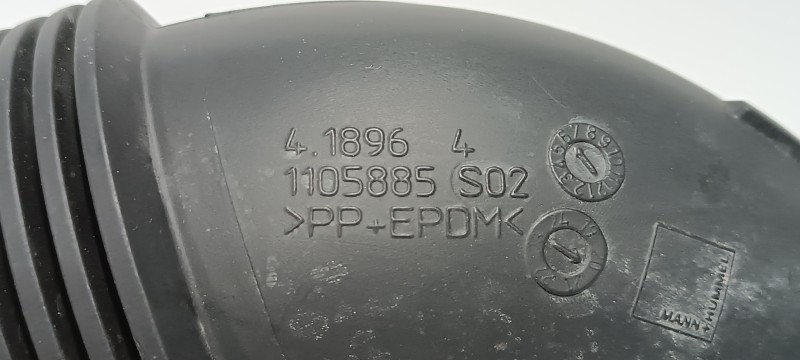 4.1896 4
1105885 S02
>PP+EPDM<
MANN+HUMMEL